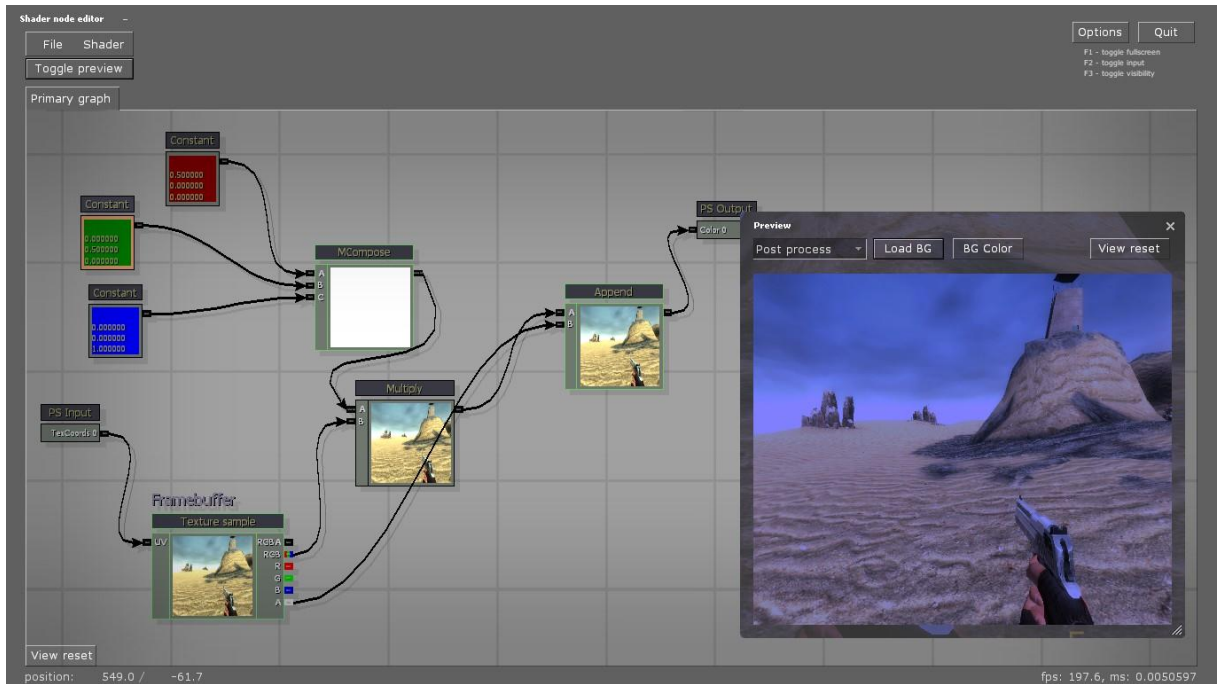 Shader node editor –
File Shader
Toggle preview
Options Quit
F1 - toggle fullscreen
F2 - toggle input
F3 - toggle visibility
Primary graph
Constant
0.500000
0.000000
0.000000
Constant
0.000000
0.500000
0.000000
Constant
0.000000
0.000000
1.000000
MCompose
A
B
C
PS Output
Color 0
Append
A
B
Multiply
A
B
PS Input
TexCoords 0
Framebuffer
Texture sample
UV
RGBA
RGB
R
G
B
A
Preview
Post process Load BG BG Color View reset
View reset
position: 549.0 / -61.7
fps: 197.6, ms: 0.0050597